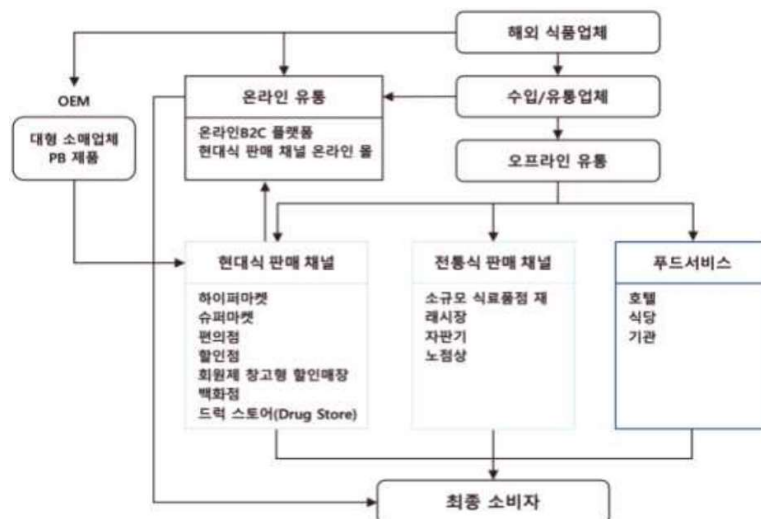 해외 식품업체
OEM
온라인 유통
수입/유통업체
대형 소매업체
PB 제품
온라인B2C 플랫폼
현대식 판매 채널 온라인 몰
오프라인 유통
현대식 판매 채널
하이퍼마켓
슈퍼마켓
편의점
할인점
회원제 창고형 할인매장
백화점
드럭 스토어(Drug Store)
전통식 판매 채널
소규모 식료품점 재
래시장
자판기
노점상
푸드서비스
호텔
식당
기관
최종 소비자